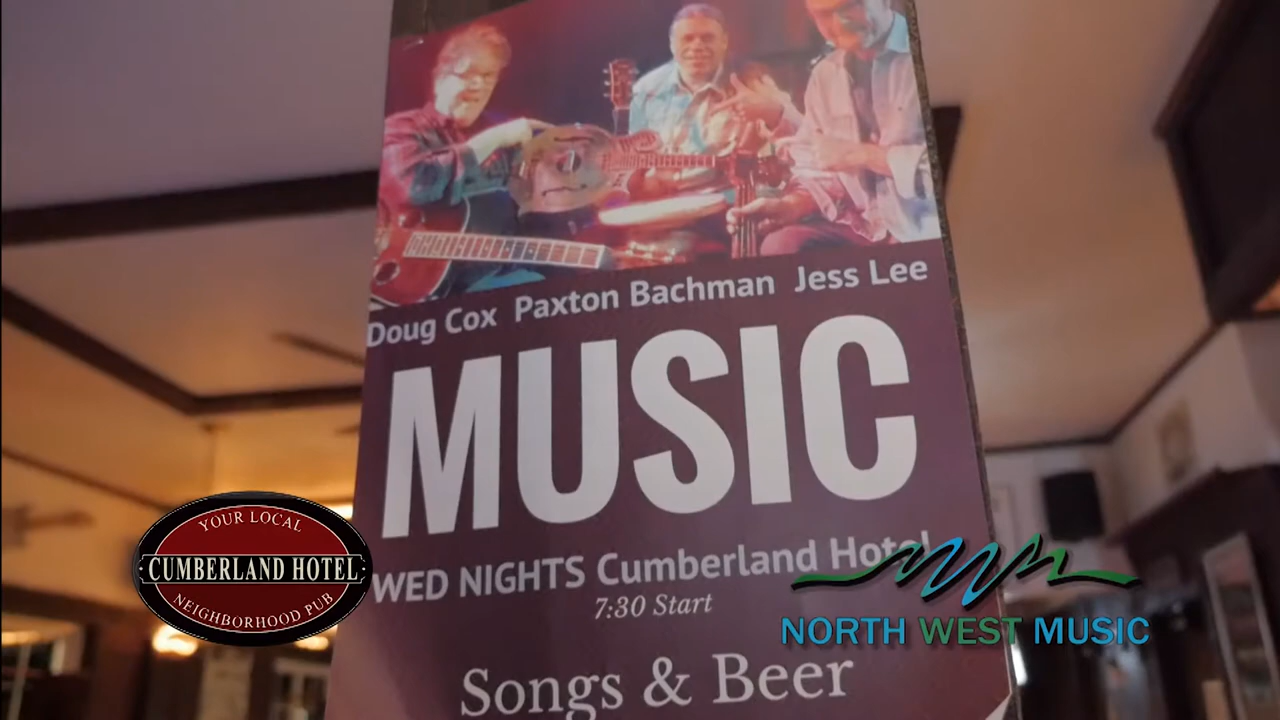 Doug Cox Paxton Bachman Jess Lee
MUSIC
WED NIGHTS Cumberland Hotel
7:30 Start
Songs & Beer
YOUR LOCAL
CUMBERLAND HOTEL
NEIGHBORHOOD PUB
NORTH WEST MUSIC